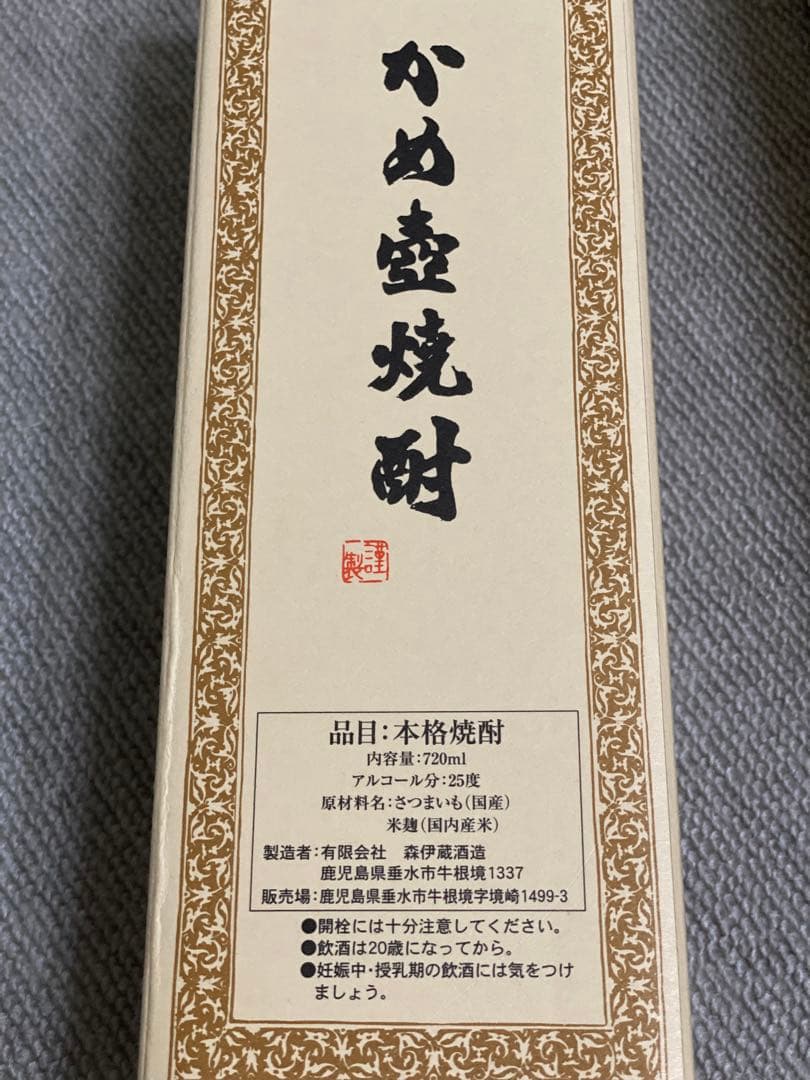 かめ壺焼酎
謹製
品目:本格焼酎
内容量:720ml
アルコール分:25度
原材料名:さつまいも(国産)
米麹(国内産米)
製造者:有限会社 森伊蔵酒造
鹿児島県垂水市牛根境1337
販売場:鹿児島県垂水市牛根境字境崎1499-3
●開栓には十分注意してください。
●飲酒は20歳になってから。
●妊娠中・授乳期の飲酒には気をつけ
ましょう。